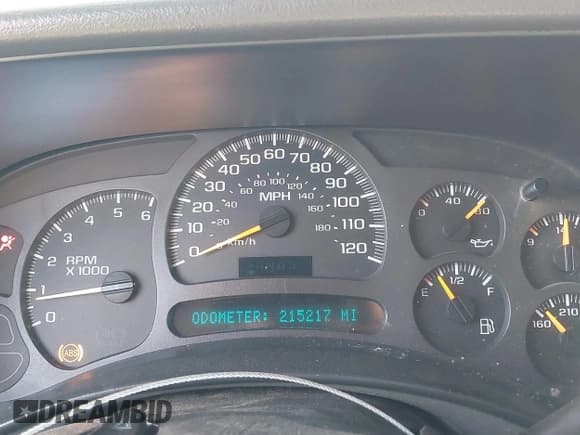 0 10 20 30 40 50 60 70 80 90 100 110 120
20 40 60 80 100 120 140 160 180
MPH
km/h
0 1 2 3 4 5 6
RPM
X 1000
0 40 80
9 14
E 1/2 F
160 210
ODOMETER: 215217 MI
ABS
DREAMBID